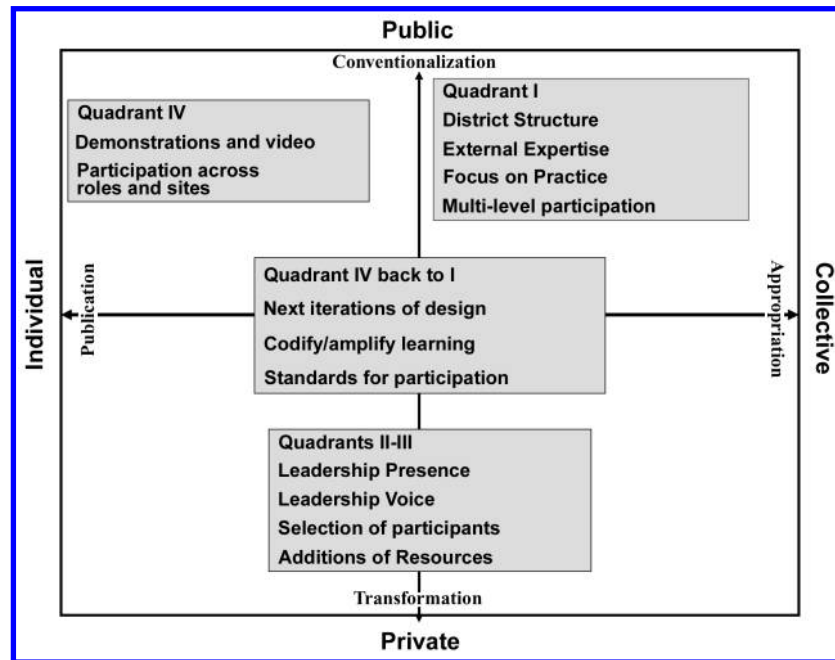 Public
Conventionalization
Quadrant IV
Demonstrations and video
Participation across
roles and sites
Quadrant I
District Structure
External Expertise
Focus on Practice
Multi-level participation
Individual
Publication
Quadrant IV back to I
Next iterations of design
Codify/amplify learning
Standards for participation
Appropriation
Collective
Quadrants II-III
Leadership Presence
Leadership Voice
Selection of participants
Additions of Resources
Transformation
Private